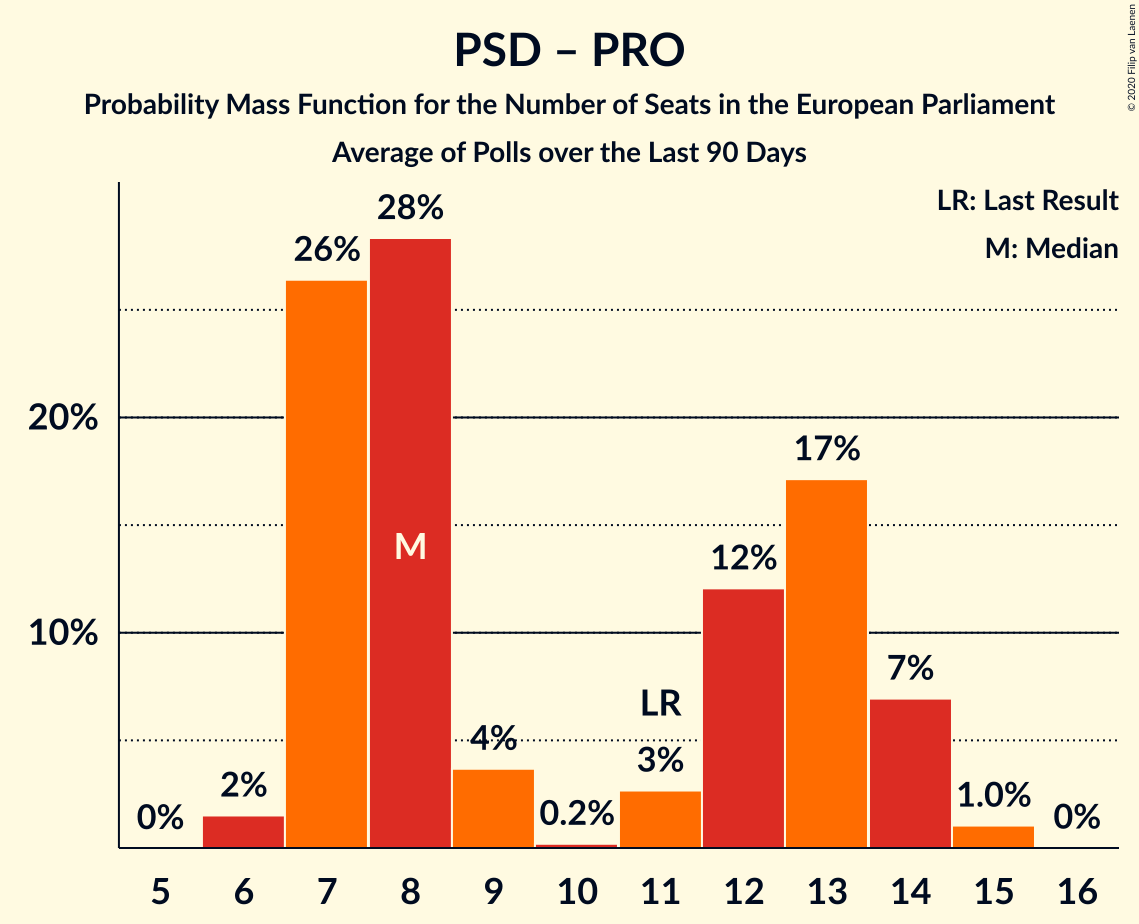 PSD – PRO
Probability Mass Function for the Number of Seats in the European Parliament
Average of Polls over the Last 90 Days
© 2020 Filip van Laenen
LR: Last Result
M: Median
20%
10%
0%
2%
26%
28%
M
4%
0.2%
LR
3%
12%
17%
7%
1.0%
0%
5 6 7 8 9 10 11 12 13 14 15 16